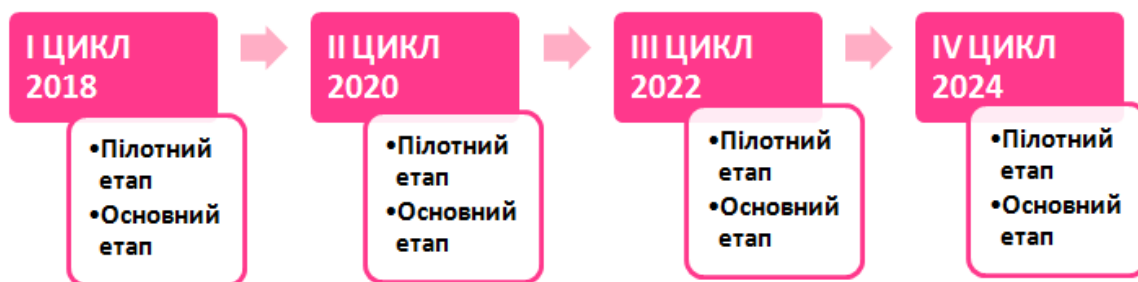 I ЦИКЛ
2018
•Пілотний
етап
•Основний
етап
II ЦИКЛ
2020
•Пілотний
етап
•Основний
етап
III ЦИКЛ
2022
•Пілотний
етап
•Основний
етап
IV ЦИКЛ
2024
•Пілотний
етап
•Основний
етап